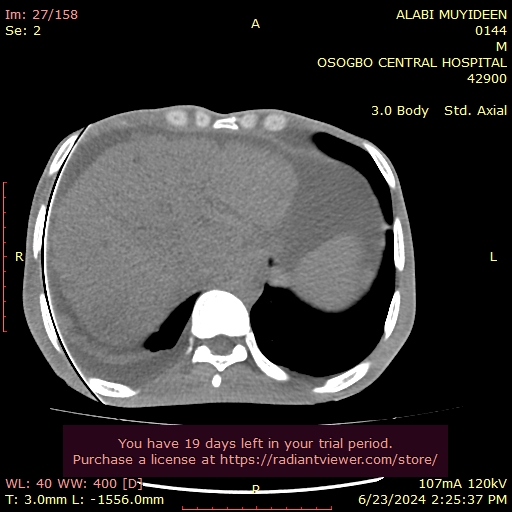 Im: 27/158
Se: 2
A
ALABI MUYIDEEN
0144
M
OSOGBO CENTRAL HOSPITAL
42900
3.0 Body Std. Axial
R
L
You have 19 days left in your trial period.
Purchase a license at https://radiantviewer.com/store/
WL: 40 WW: 400 [D]
T: 3.0mm L: -1556.0mm
P
107mA 120kV
6/23/2024 2:25:37 PM